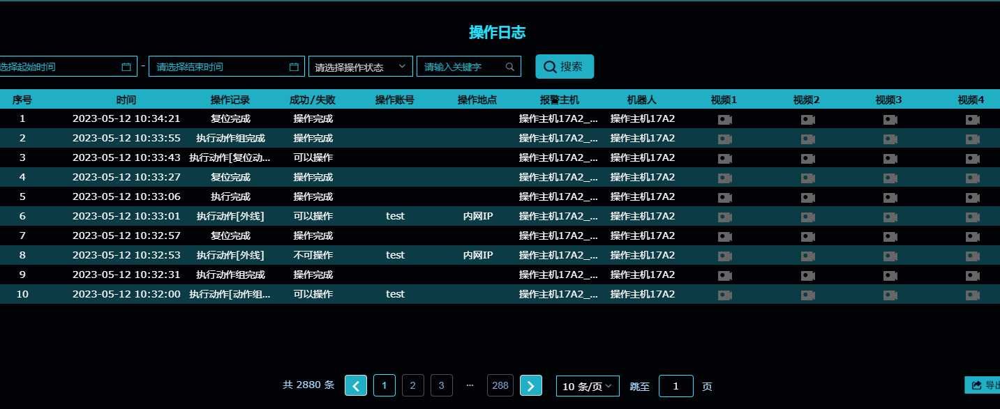 操作日志
选择起始时间 - 请选择结束时间 请选择操作状态 请输入关键字 搜索
序号 时间 操作记录 成功/失败 操作账号 操作地点 报警主机 机器人 视频1 视频2 视频3 视频4
1 2023-05-12 10:34:21 复位完成 操作完成 操作主机17A2_... 操作主机17A2
2 2023-05-12 10:33:55 执行动作组完成 操作完成 操作主机17A2_... 操作主机17A2
3 2023-05-12 10:33:43 执行动作[复位动... 可以操作 操作主机17A2_... 操作主机17A2
4 2023-05-12 10:33:27 复位完成 操作完成 操作主机17A2_... 操作主机17A2
5 2023-05-12 10:33:06 执行完成 操作完成 操作主机17A2_... 操作主机17A2
6 2023-05-12 10:33:01 执行动作[外线] 可以操作 test 内网IP 操作主机17A2_... 操作主机17A2
7 2023-05-12 10:32:57 复位完成 操作完成 操作主机17A2_... 操作主机17A2
8 2023-05-12 10:32:53 执行动作[外线] 不可操作 test 内网IP 操作主机17A2_... 操作主机17A2
9 2023-05-12 10:32:31 执行动作组完成 操作完成 操作主机17A2_... 操作主机17A2
10 2023-05-12 10:32:00 执行动作[动作组... 可以操作 test 操作主机17A2_... 操作主机17A2
共 2880 条 1 2 3 ··· 288 10 条/页 跳至 1 页 导出